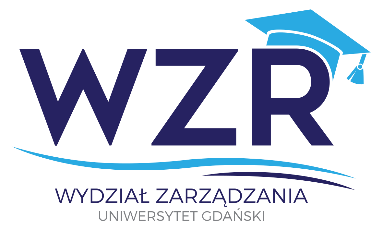 WZR
WYDZIAŁ ZARZĄDZANIA
UNIWERSYTET GDAŃSKI